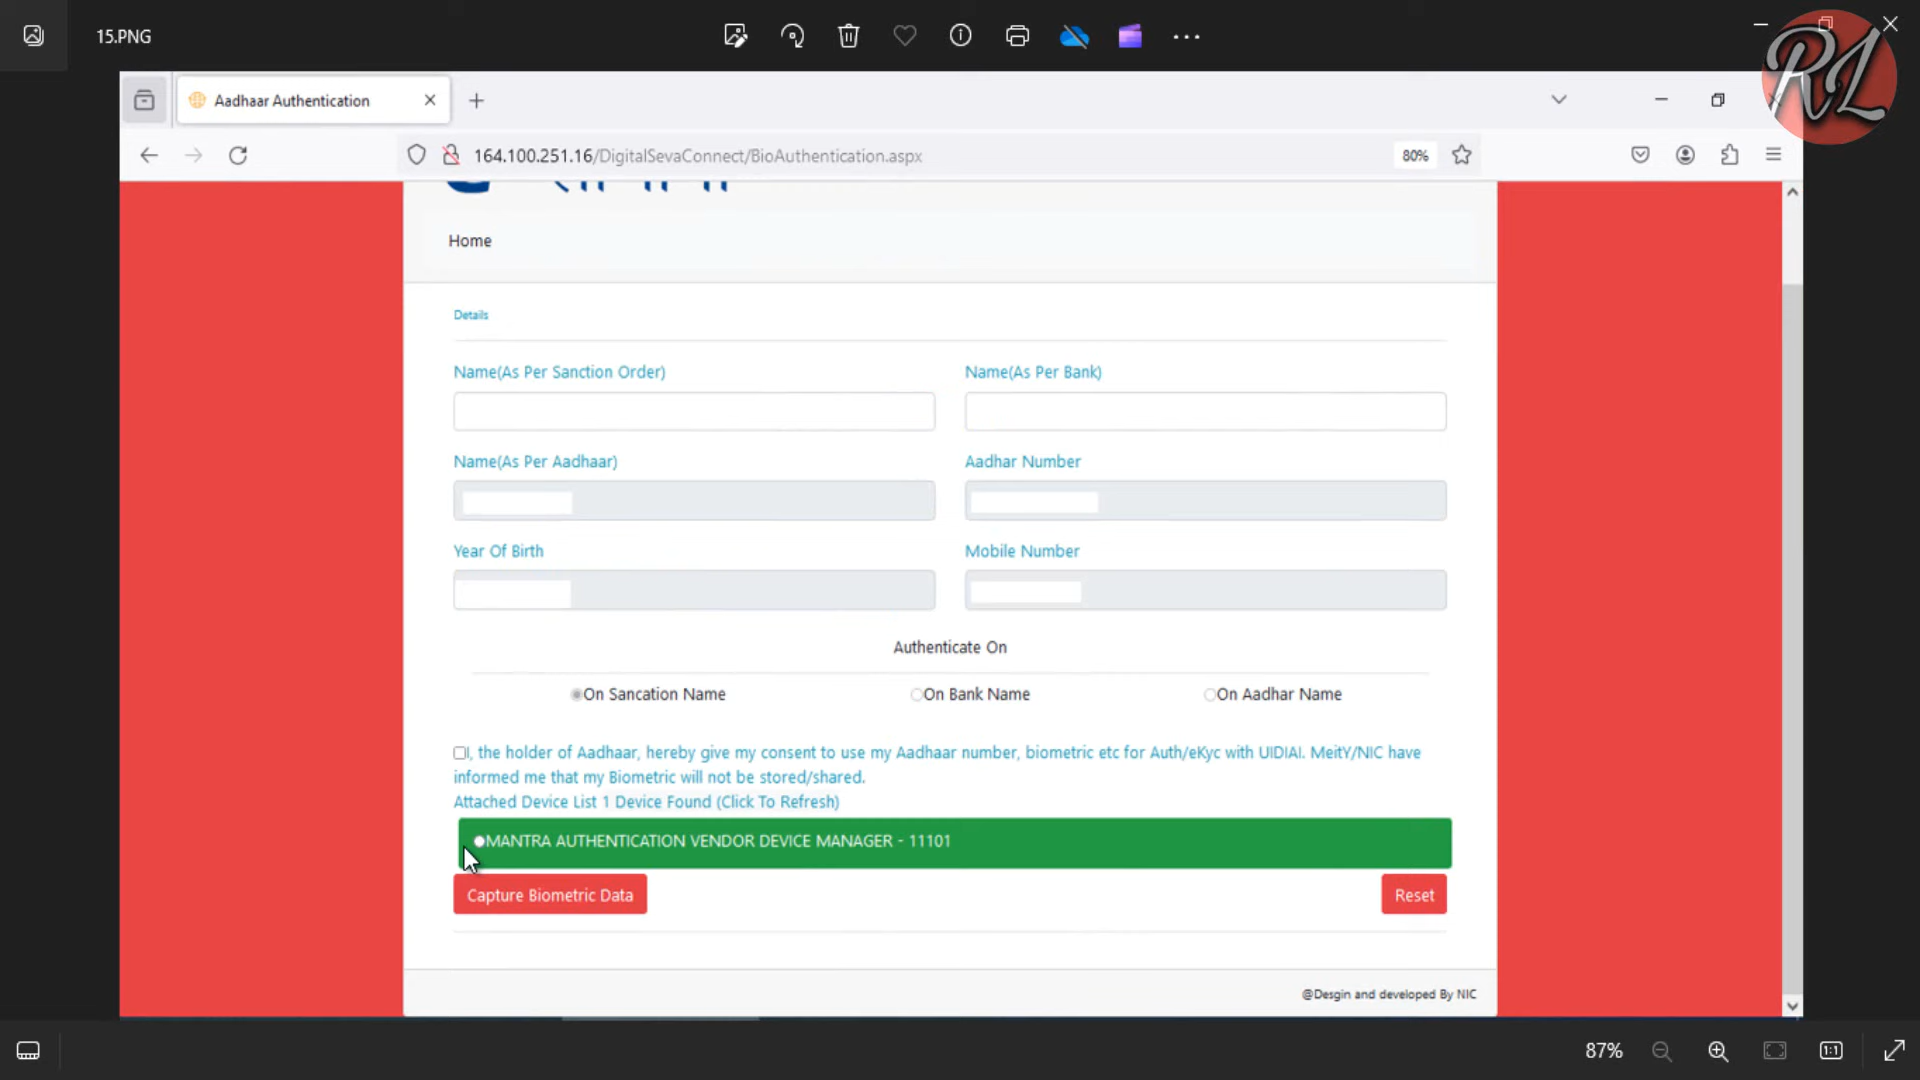 15.PNG
RL
Aadhaar Authentication
164.100.251.16/DigitalSevaConnect/BioAuthentication.aspx
80%
Home
Details
Name(As Per Sanction Order)
Name(As Per Bank)
Name(As Per Aadhaar)
Aadhar Number
Year Of Birth
Mobile Number
Authenticate On
On Sancation Name
On Bank Name
On Aadhar Name
I, the holder of Aadhaar, hereby give my consent to use my Aadhaar number, biometric etc for Auth/eKyc with UIDIAI. MeitY/NIC have
informed me that my Biometric will not be stored/shared.
Attached Device List 1 Device Found (Click To Refresh)
MANTRA AUTHENTICATION VENDOR DEVICE MANAGER - 11101
Capture Biometric Data
Reset
@Desgin and developed By NIC
87%
1:1